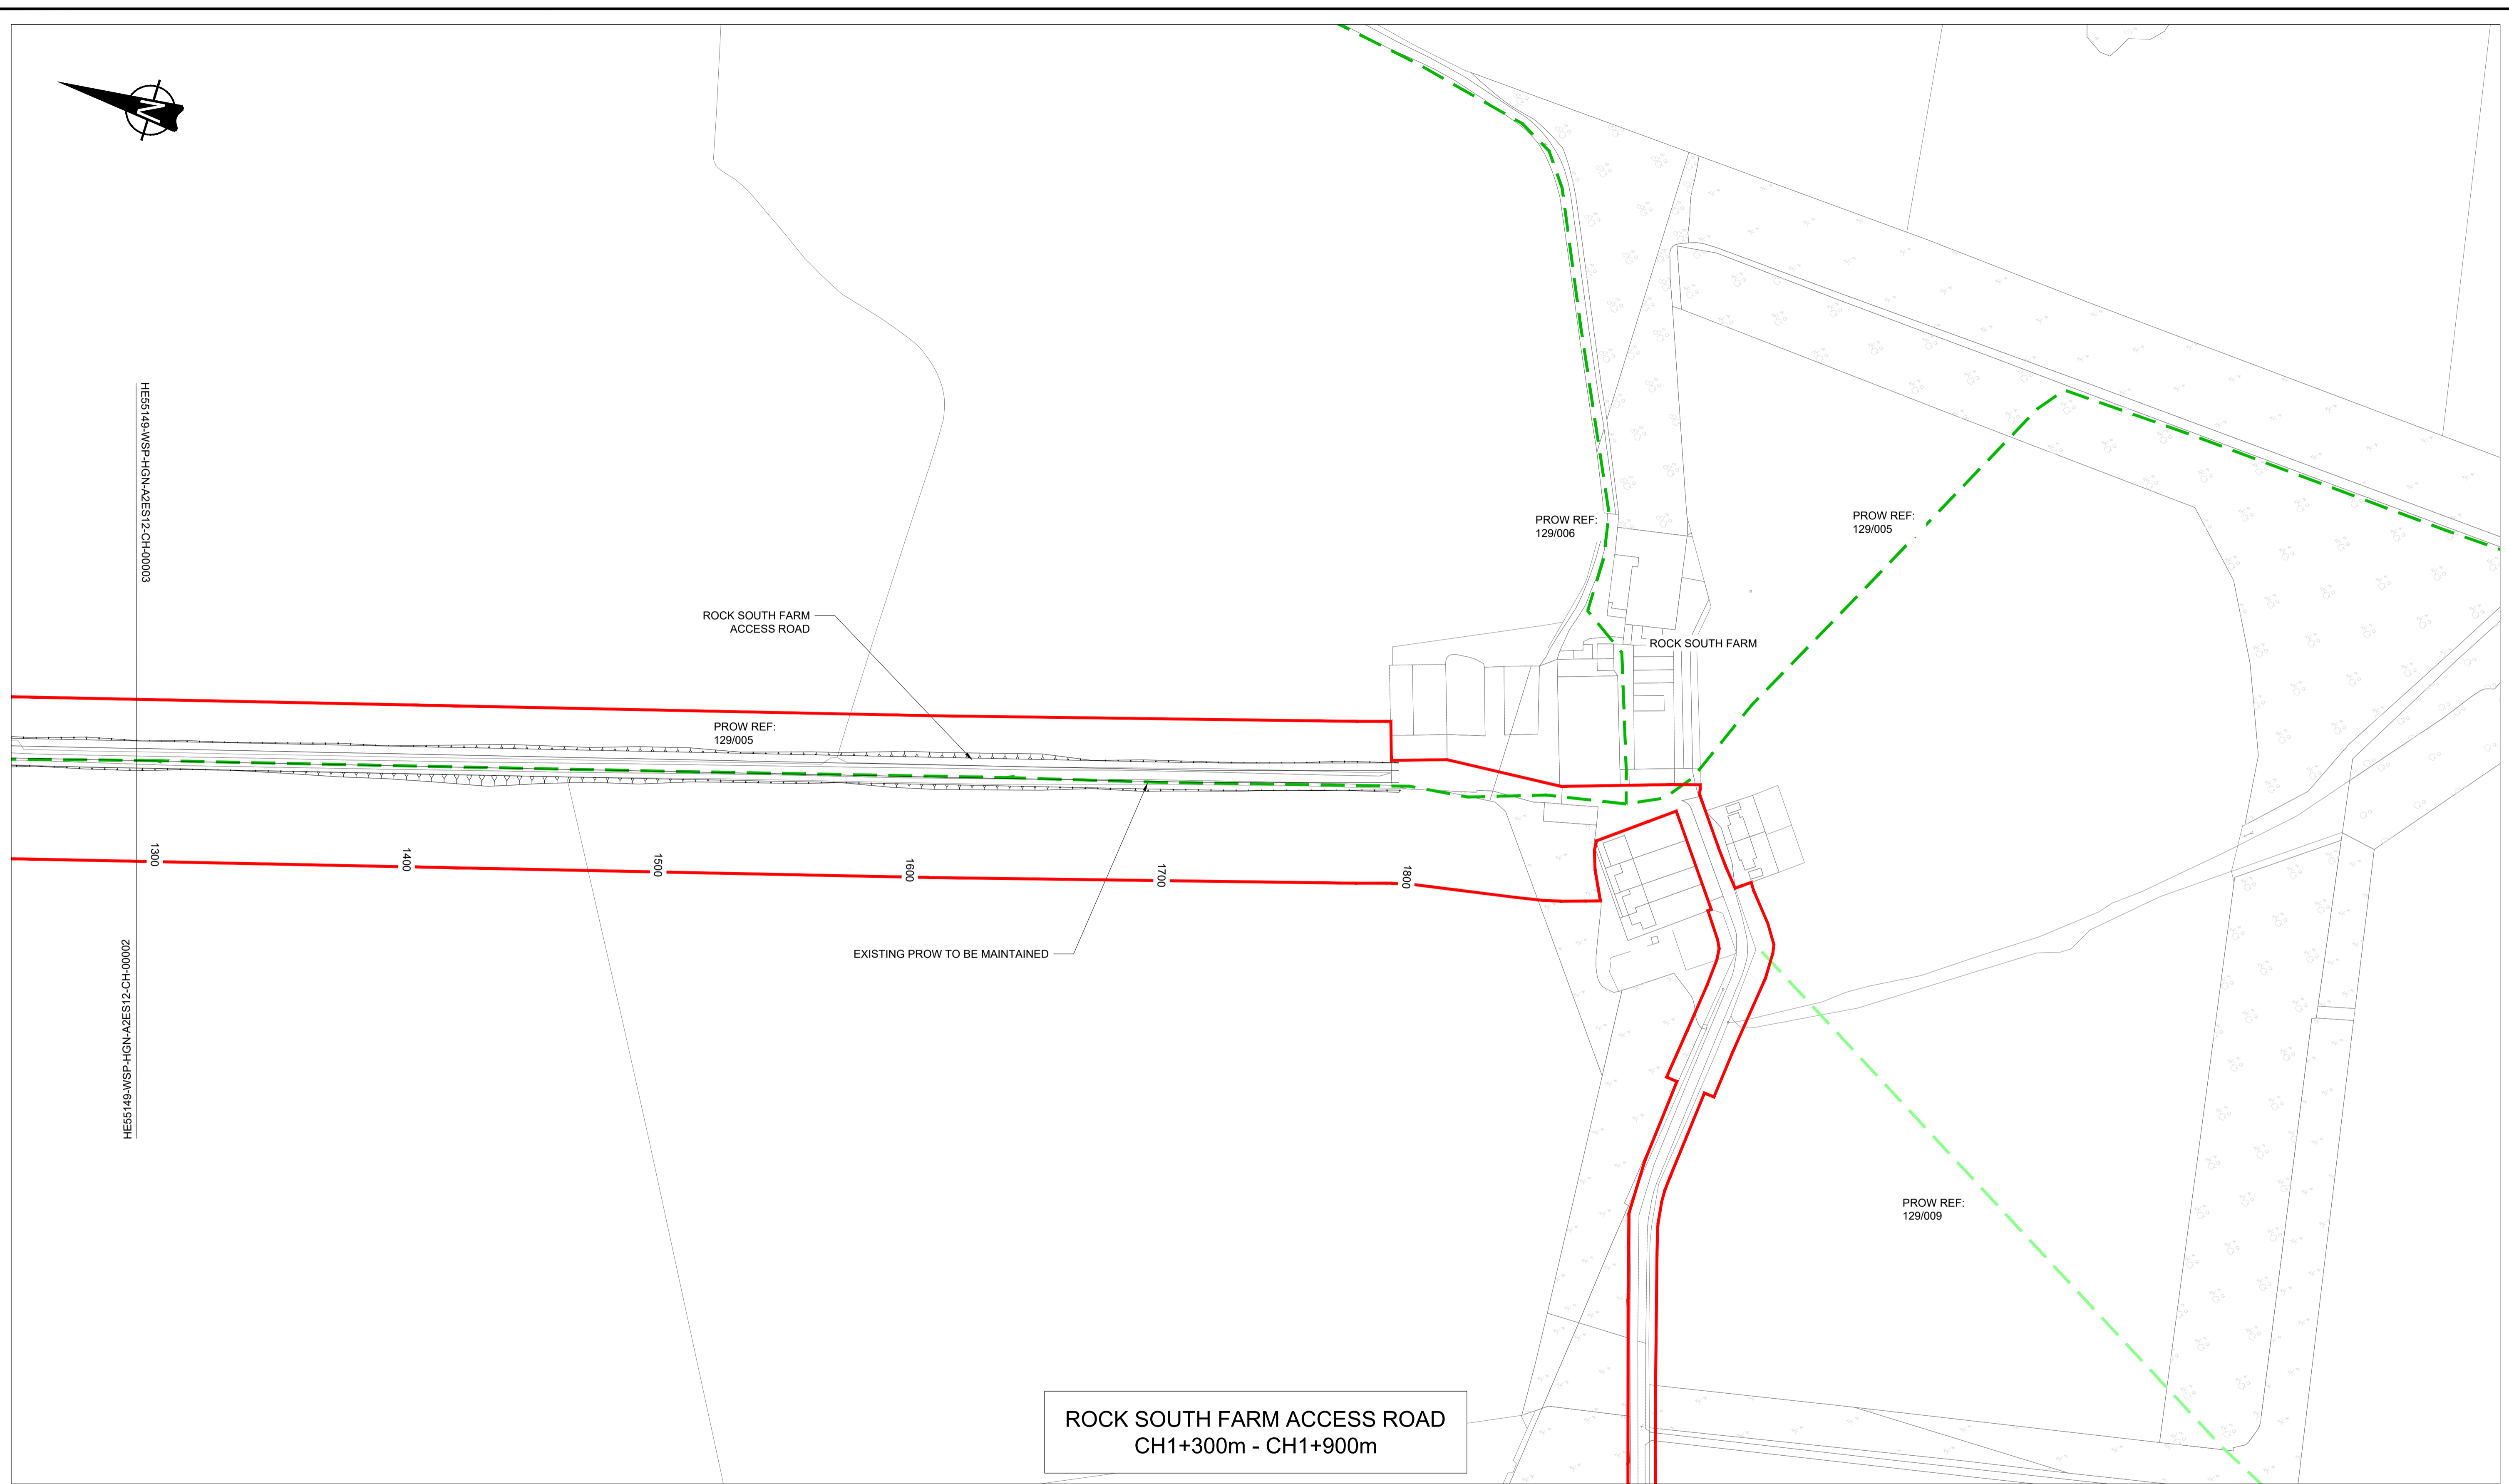 N
HE55149-WSP-HGN-A2ES12-CH-00003
HE55149-WSP-HGN-A2ES12-CH-00002
PROW REF:
129/006
PROW REF:
129/005
ROCK SOUTH FARM
ACCESS ROAD
ROCK SOUTH FARM
PROW REF:
129/005
1300
1400
1500
1600
1700
1800
EXISTING PROW TO BE MAINTAINED
PROW REF:
129/009
ROCK SOUTH FARM ACCESS ROAD
CH1+300m - CH1+900m